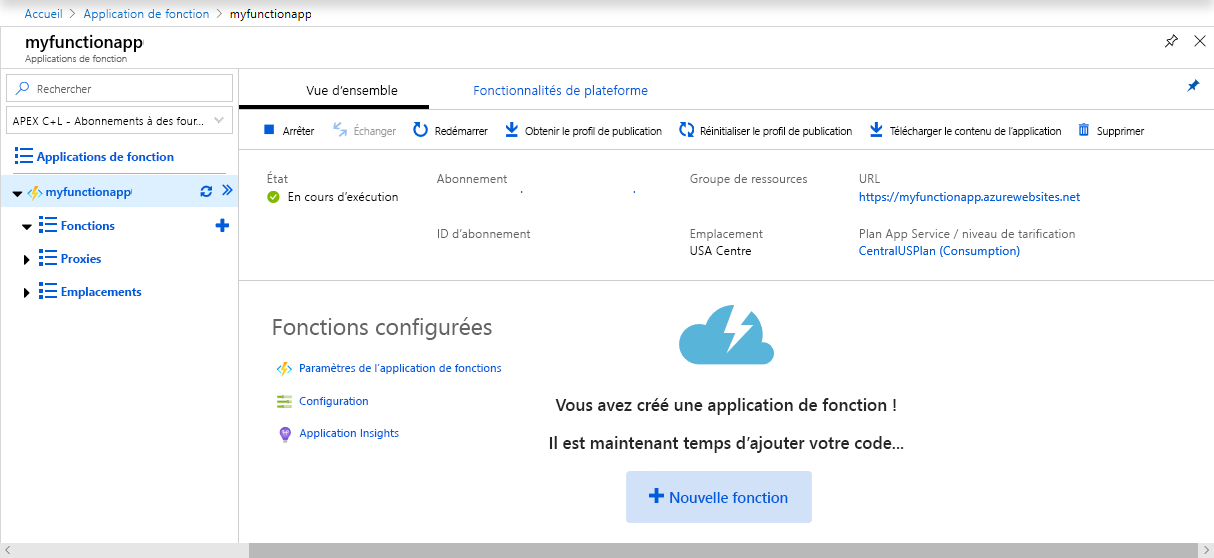 Accueil > Application de fonction > myfunctionapp
myfunctionapp
Applications de fonction
Rechercher
APEX C+L - Abonnements à des four...
Applications de fonction
myfunctionapp
Fonctions
Proxies
Emplacements
Vue d'ensemble Fonctionnalités de plateforme
Arrêter Échanger Redémarrer Obtenir le profil de publication Réinitialiser le profil de publication Télécharger le contenu de l'application Supprimer
État Abonnement Groupe de ressources URL
En cours d'exécution https://myfunctionapp.azurewebsites.net
ID d'abonnement Emplacement Plan App Service / niveau de tarification
USA Centre CentralUSPlan (Consumption)
Fonctions configurées
Paramètres de l'application de fonctions
Configuration
Application Insights
Vous avez créé une application de fonction !
Il est maintenant temps d'ajouter votre code...
Nouvelle fonction